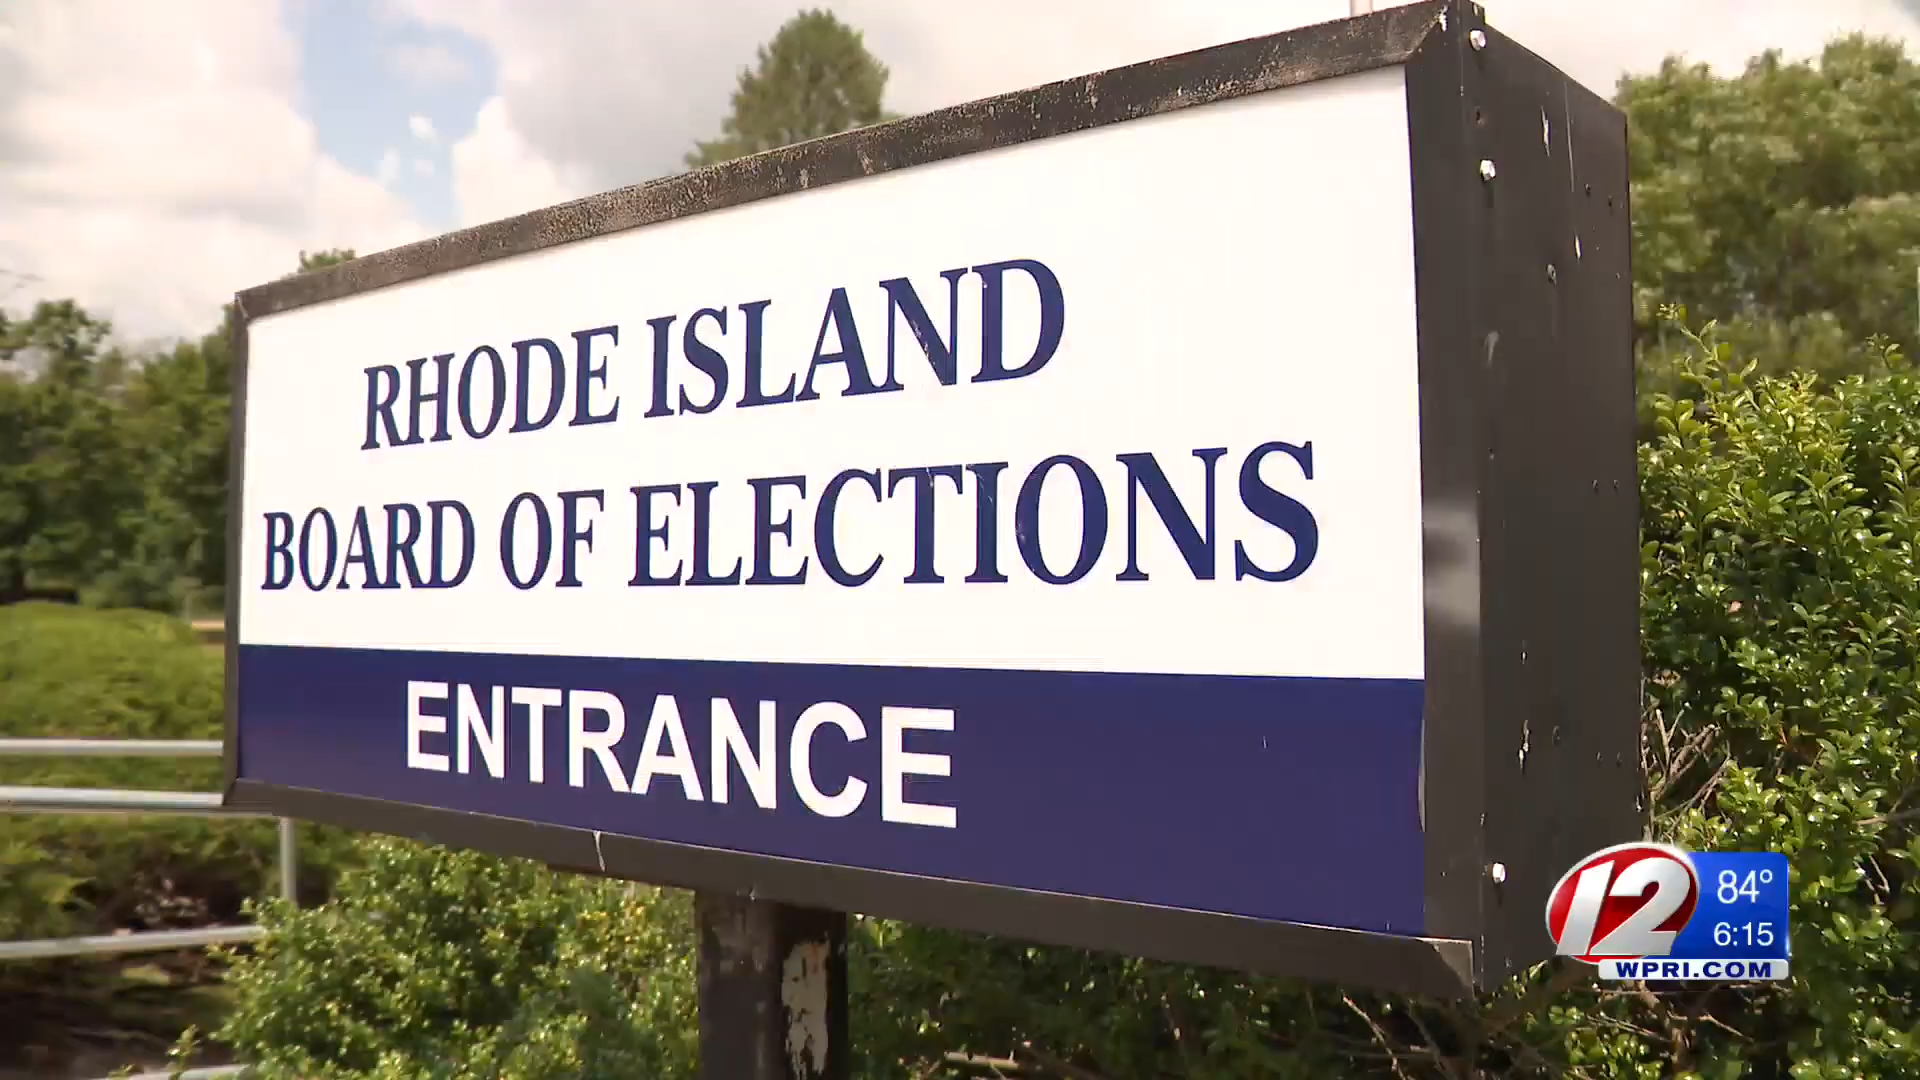 RHODE ISLAND
BOARD OF ELECTIONS
ENTRANCE
12
84°
6:15
WPRI.COM